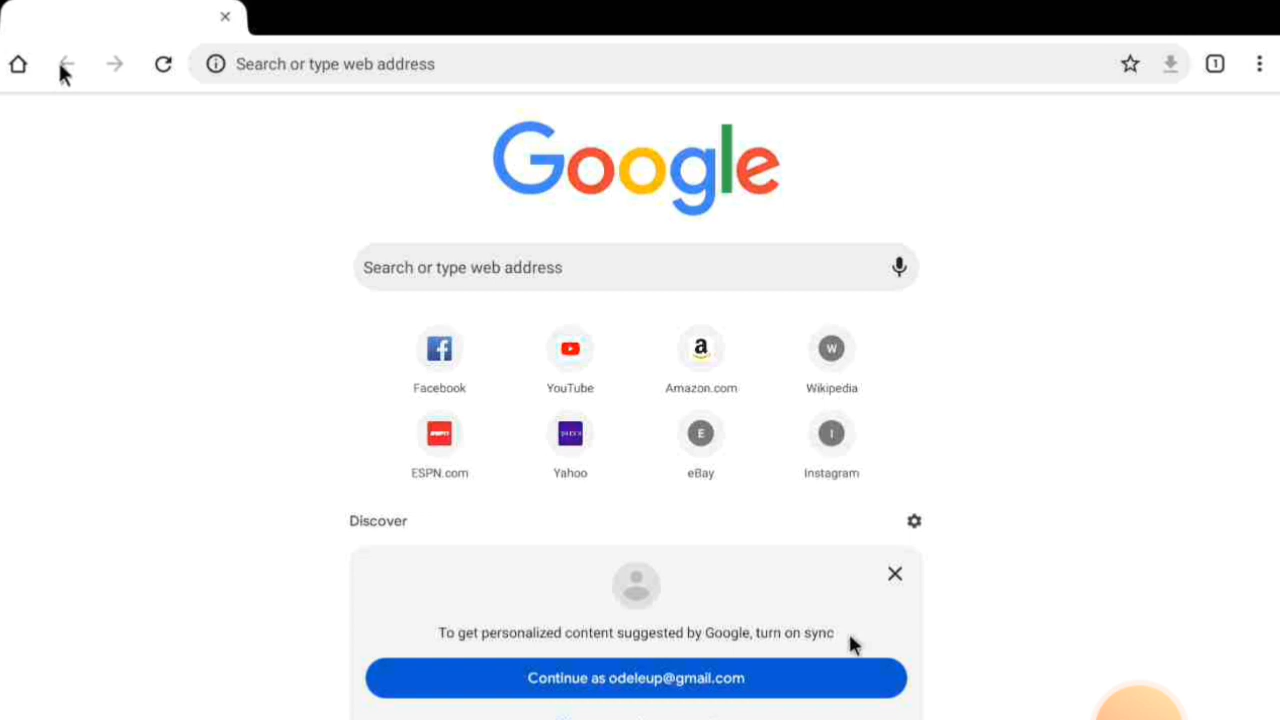 Search or type web address
1
Google
Search or type web address
Facebook
YouTube
a
Amazon.com
W
Wikipedia
ESPN.com
Yahoo
E
eBay
I
Instagram
Discover
To get personalized content suggested by Google, turn on sync
Continue as odeleup@gmail.com